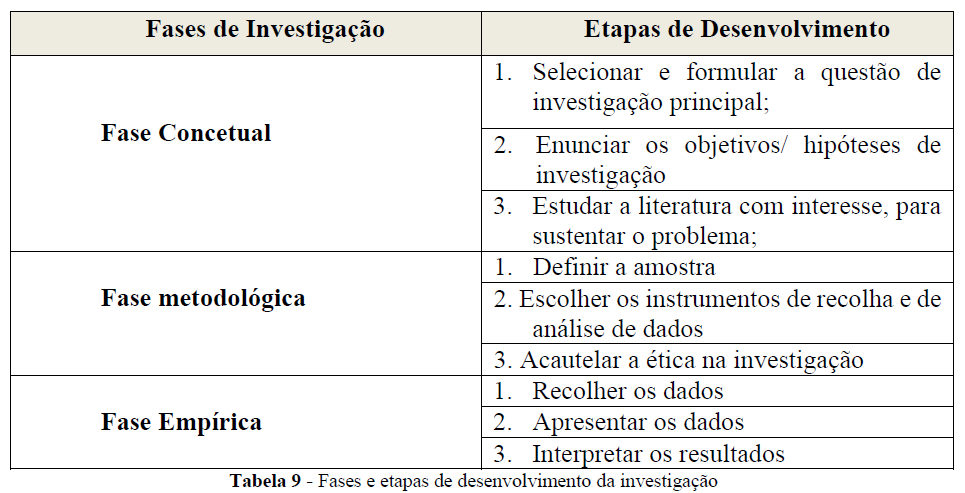 Fases de Investigação
Etapas de Desenvolvimento
Fase Concetual
1. Selecionar e formular a questão de
investigação principal;
2. Enunciar os objetivos/ hipóteses de
investigação
3. Estudar a literatura com interesse, para
sustentar o problema;
Fase metodológica
1. Definir a amostra
2. Escolher os instrumentos de recolha e de
análise de dados
3. Acautelar a ética na investigação
Fase Empírica
1. Recolher os dados
2. Apresentar os dados
3. Interpretar os resultados
Tabela 9 - Fases e etapas de desenvolvimento da investigação